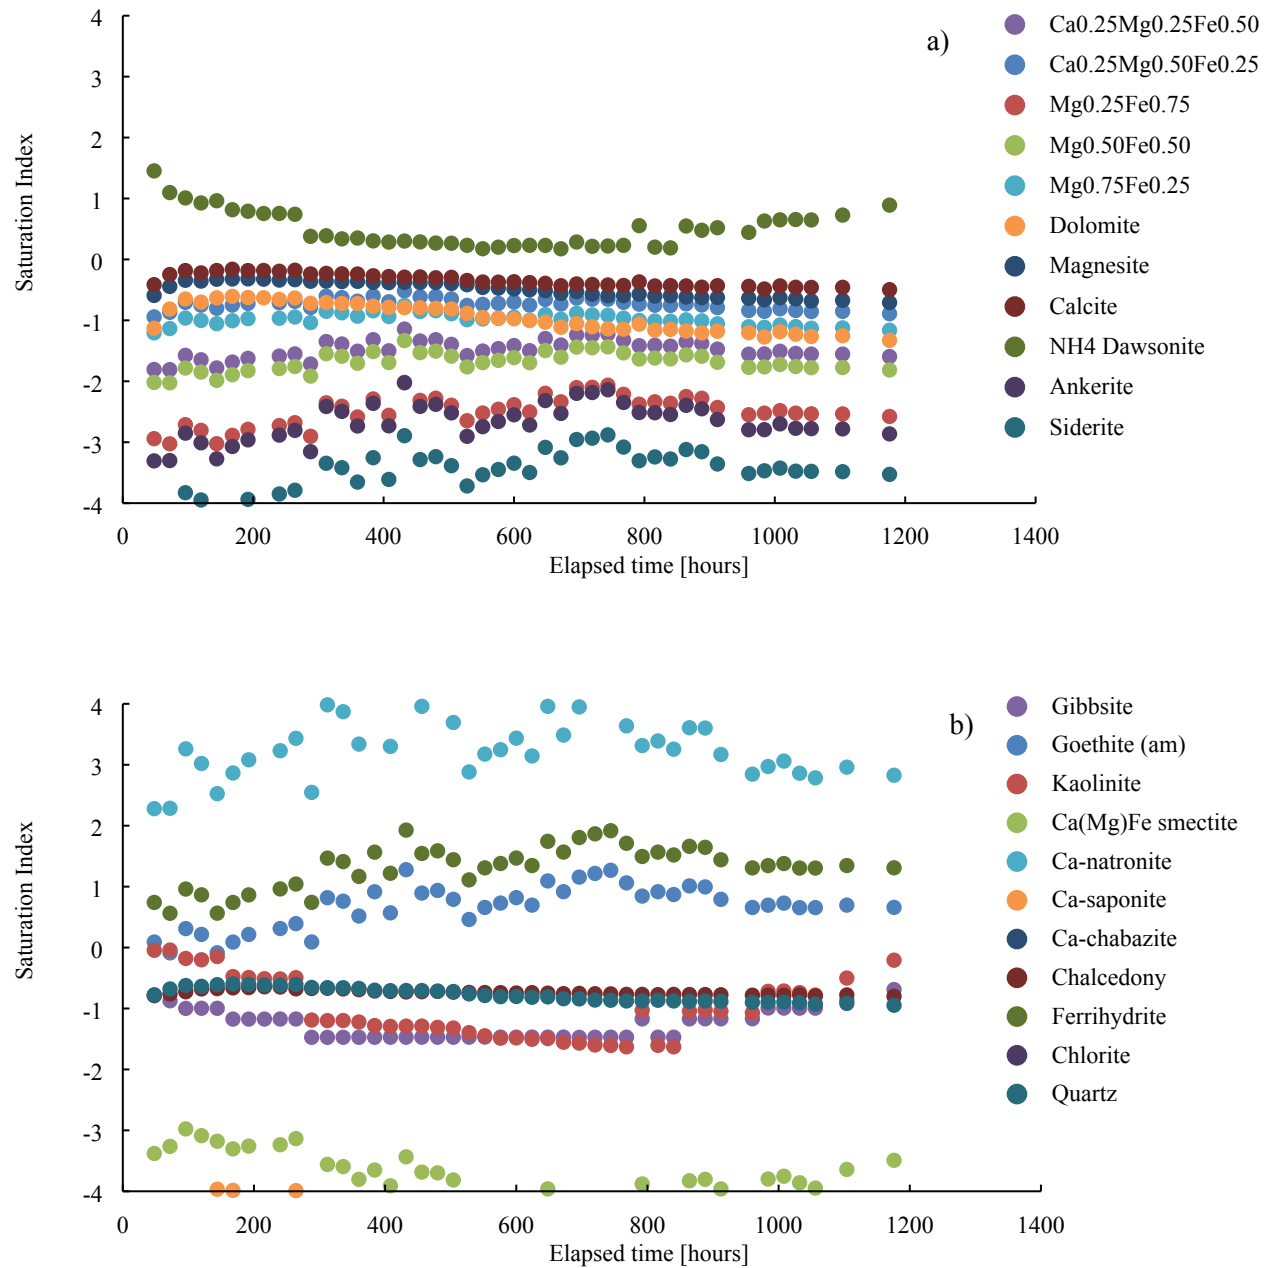 a)
4
3
2
1
0
-1
-2
-3
-4
Saturation Index
0 200 400 600 800 1000 1200 1400
Elapsed time [hours]
Ca0.25Mg0.25Fe0.50
Ca0.25Mg0.50Fe0.25
Mg0.25Fe0.75
Mg0.50Fe0.50
Mg0.75Fe0.25
Dolomite
Magnesite
Calcite
NH4 Dawsonite
Ankerite
Siderite
b)
4
3
2
1
0
-1
-2
-3
-4
Saturation Index
0 200 400 600 800 1000 1200 1400
Elapsed time [hours]
Gibbsite
Goethite (am)
Kaolinite
Ca(Mg)Fe smectite
Ca-natronite
Ca-saponite
Ca-chabazite
Chalcedony
Ferrihydrite
Chlorite
Quartz